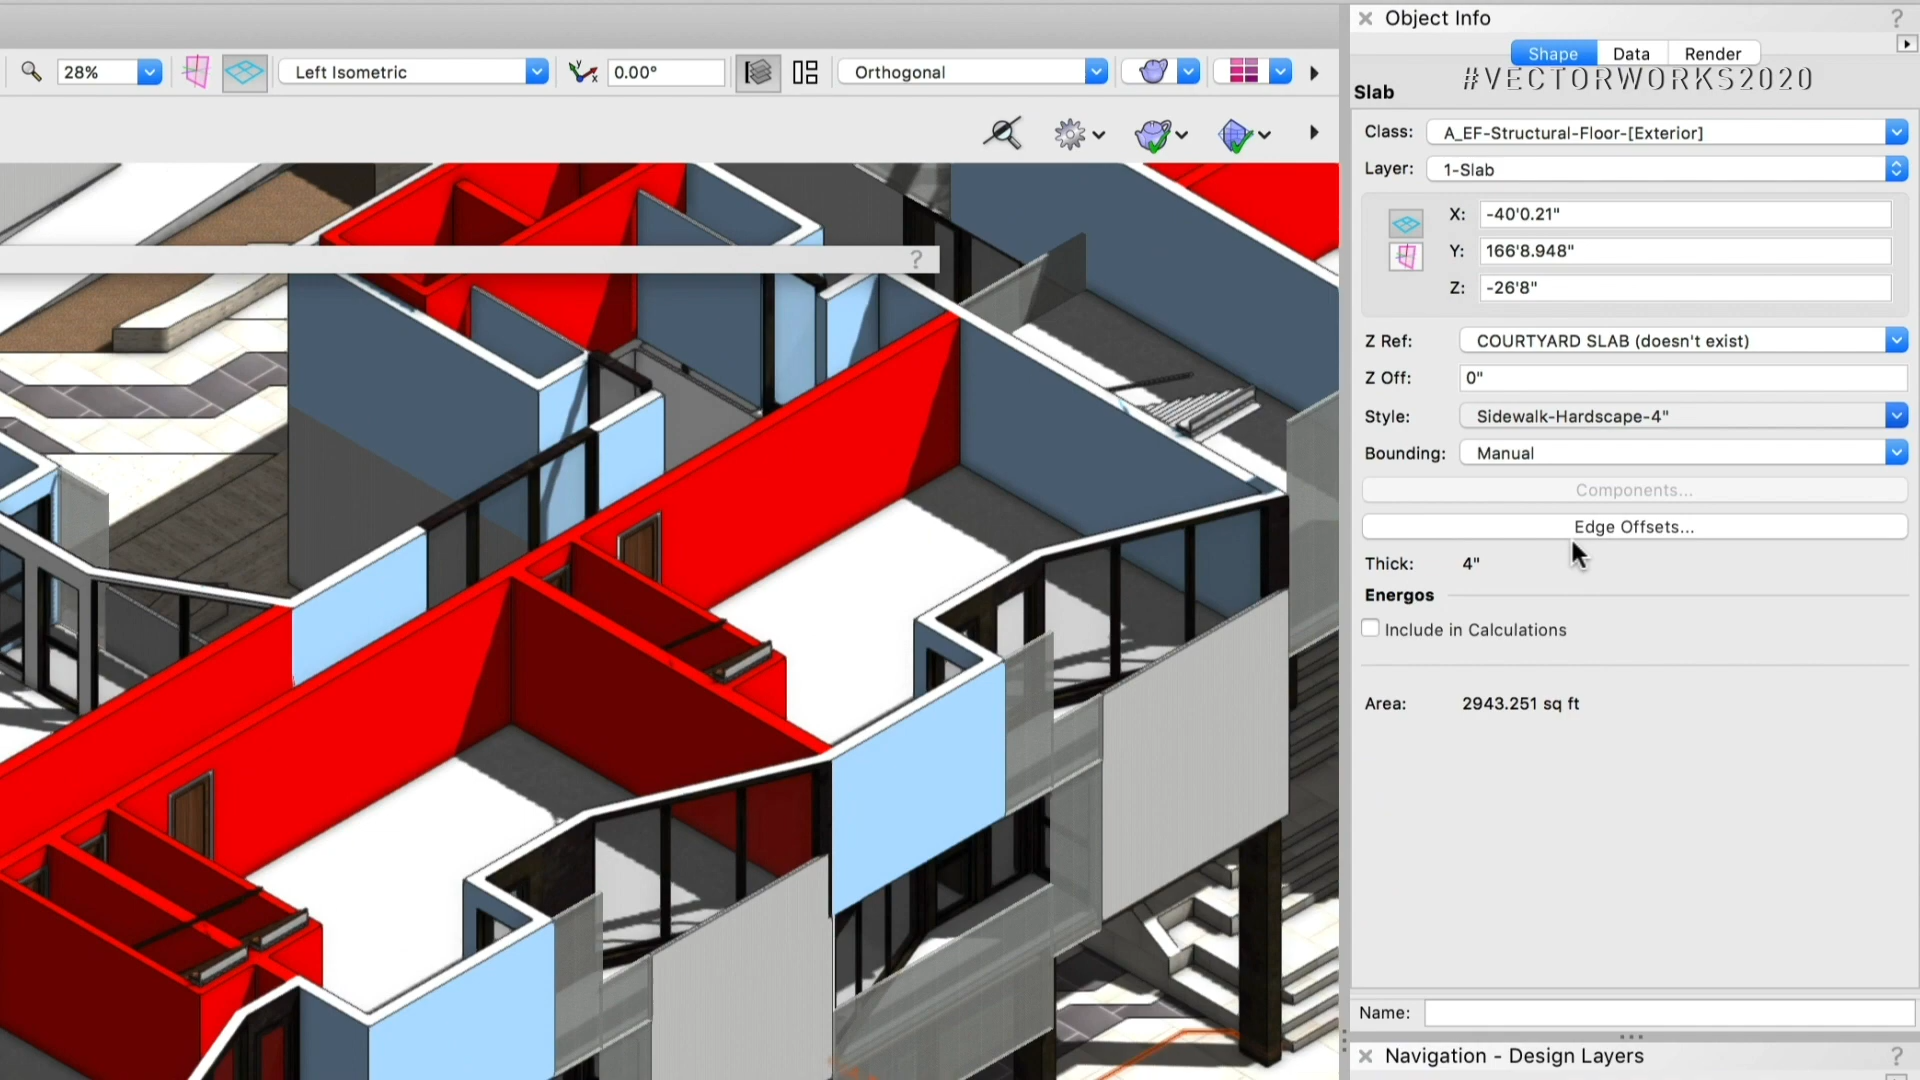 Object Info
?
28%
Left Isometric
0.00°
Orthogonal
Shape
Data
Render
#VECTORWORKS2020
Slab
Class:
A_EF-Structural-Floor-[Exterior]
Layer:
1-Slab
X:
-40'0.21"
Y:
166'8.948"
Z:
-26'8"
?
Z Ref:
COURTYARD SLAB (doesn't exist)
Z Off:
0"
Style:
Sidewalk-Hardscape-4"
Bounding:
Manual
Components...
Edge Offsets...
Thick:
4"
Energos
Include in Calculations
Area:
2943.251 sq ft
Name:
Navigation - Design Layers
?